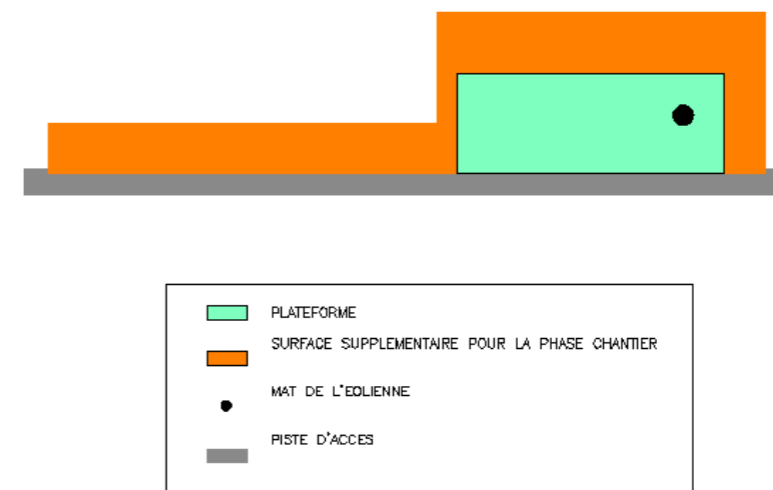 PLATEFORME
SURFACE SUPPLEMENTAIRE POUR LA PHASE CHANTIER
MAT DE L'EOLIENNE
PISTE D'ACCES